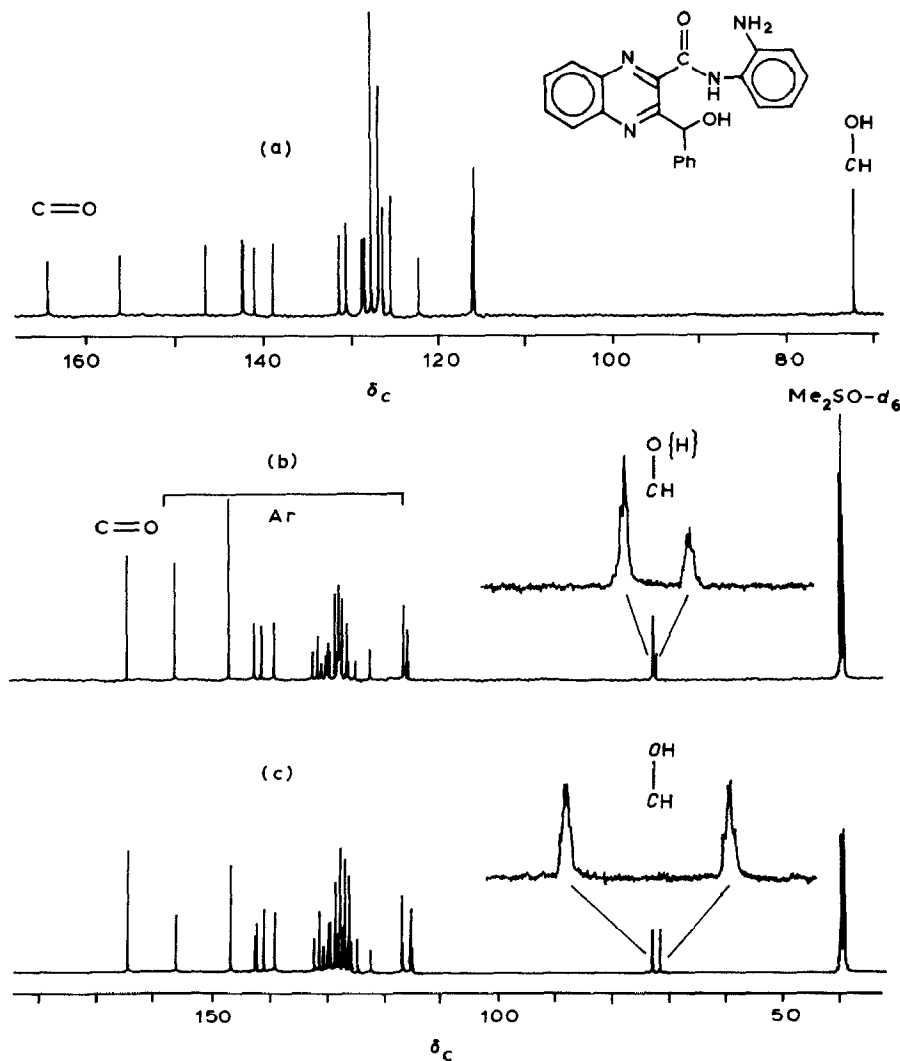 O
C
NH₂
N
N
H
N
OH
Ph
(a)
C=O
OH
CH
160 140 120 100 80
δC
Me₂SO-d₆
(b)
Ar
C=O
O{H}
CH
(c)
OH
CH
150 100 50
δC